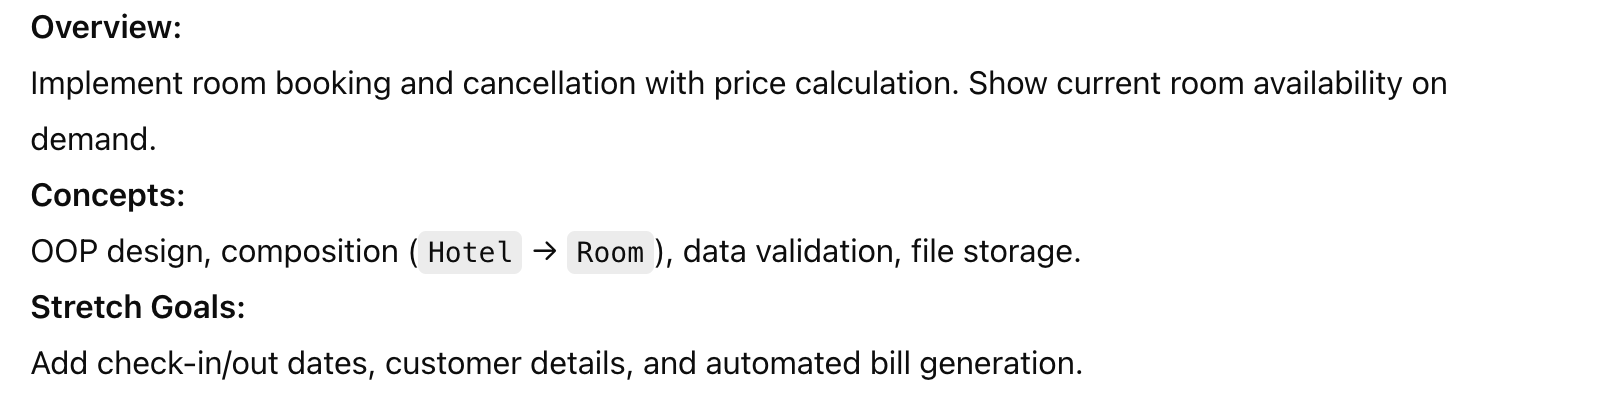 Overview:
Implement room booking and cancellation with price calculation. Show current room availability on
demand.
Concepts:
OOP design, composition (Hotel → Room), data validation, file storage.
Stretch Goals:
Add check-in/out dates, customer details, and automated bill generation.